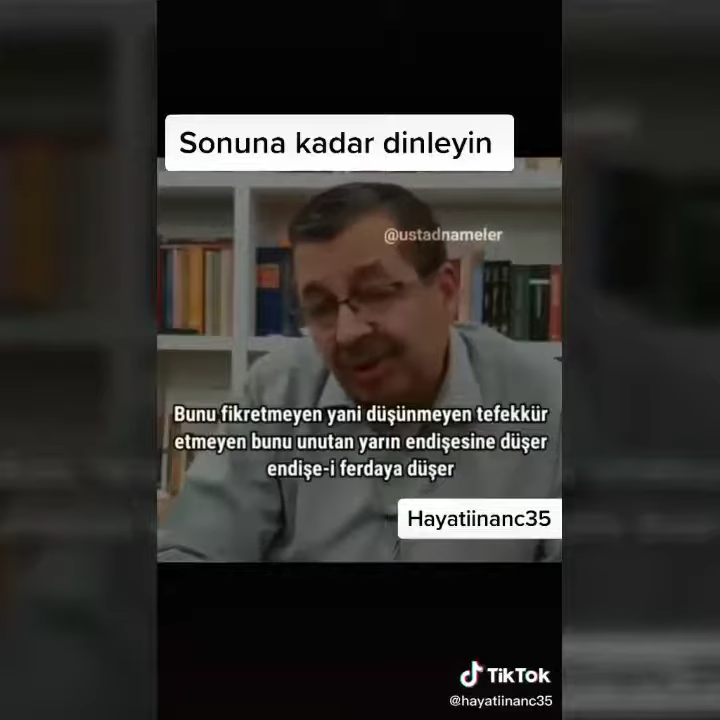 Sonuna kadar dinleyin
@ustadnameler
Bunu fikretmeyen yani düşünmeyen tefekkür
etmeyen bunu unutan yarın endişesine düşer
endişe-i ferdaya düşer
Hayatiinanc35
TikTok
@hayatiinanc35